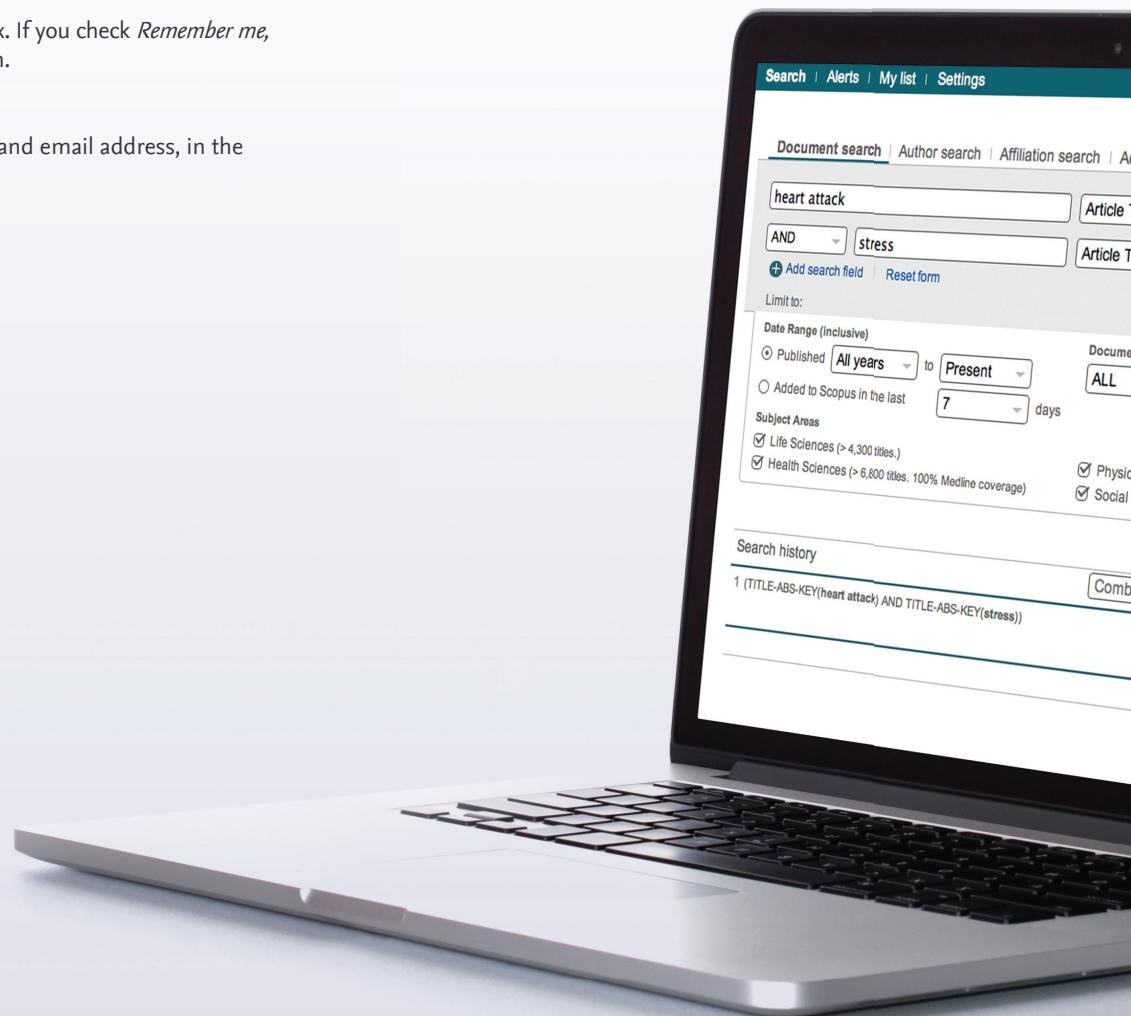 x. If you check Remember me,
n.
and email address, in the
Search | Alerts | My list | Settings
Document search | Author search | Affiliation search |
heart attack
Article
AND
stress
Article
Add search field | Reset form
Limit to:
Date Range (inclusive)
Published All years to Present
ALL
Added to Scopus in the last 7 days
Subject Areas
Life Sciences (> 4,300 titles.)
Health Sciences (> 6,800 titles. 100% Medline coverage)
Social
Search history
1 (TITLE-ABS-KEY(heart attack) AND TITLE-ABS-KEY(stress))